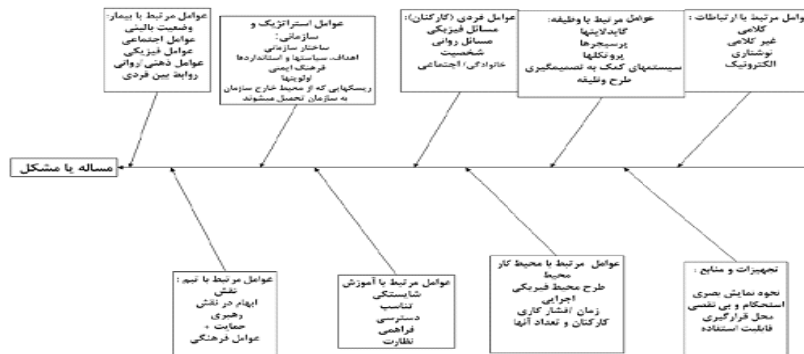 عوامل مرتبط با ارتباطات :
کلامی
غیر کلامی
نوشتاری
الکترونیک
عوامل مرتبط با وظیفه:
گایدلاینها
پرسیجرها
پروتکلها
سیستمهای کمک به تصمیمگیری
طرح وظیفه
عوامل فردی (کارکنان):
مسائل فیزیکی
مسائل روانی
شخصیت
خانوادگی/ اجتماعی
عوامل استراتژیک و
سازمانی:
ساختار سازمانی
اهداف، سیاستها و استانداردها
فرهنگ ایمنی
اولویتها
ریسکهایی که از محیط خارج سازمان
به سازمان تحمیل میشوند
عوامل مرتبط با بیمار:
وضعیت بالینی
عوامل اجتماعی
عوامل فیزیکی
عوامل ذهنی/روانی
روابط بین فردی
مساله یا مشکل
تجهیزات و منابع :
نحوه نمایش بصری
استحکام و بی نقصی
محل قرارگیری
قابلیت استفاده
عوامل مرتبط با محیط کار
محیط
طرح محیط فیزیکی
اجرایی
زمان /فشار کاری
کارکنان و تعداد آنها
عوامل مرتبط با آموزش
شایستگی
تناسب
دسترسی
فراهمی
نظارت
عوامل مرتبط با تیم :
نقش
ابهام در نقش
رهبری
حمایت +
عوامل فرهنگی